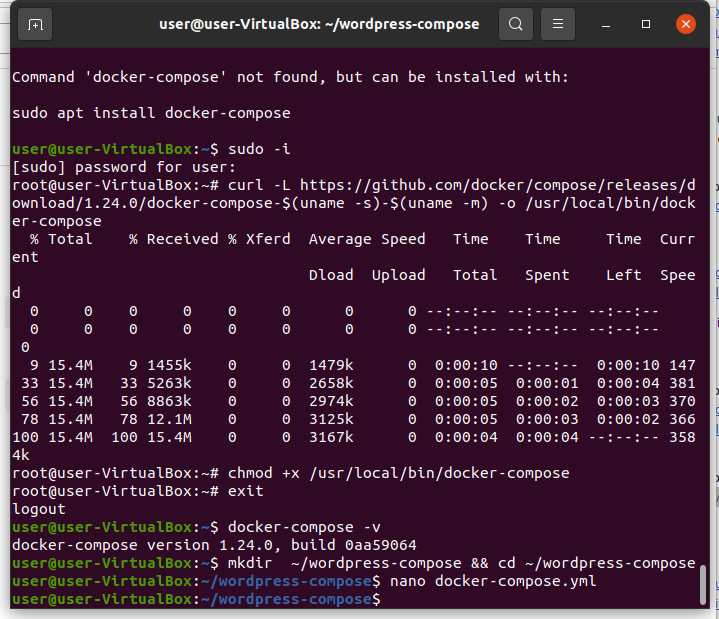 user@user-VirtualBox: ~/wordpress-compose
Command 'docker-compose' not found, but can be installed with:
sudo apt install docker-compose
user@user-VirtualBox:~$ sudo -i
[sudo] password for user:
root@user-VirtualBox:~# curl -L https://github.com/docker/compose/releases/d
ownload/1.24.0/docker-compose-$(uname -s)-$(uname -m) -o /usr/local/bin/dock
er-compose
  % Total    % Received % Xferd  Average Speed   Time    Time     Time  Curr
ent
                                 Dload  Upload   Total   Spent    Left  Spee
d
  0     0    0     0    0     0      0      0 --:--:-- --:--:-- --:--:--
  0     0    0     0    0     0      0      0 --:--:-- --:--:-- --:--:--
 0
  9 15.4M    9 1455k    0     0  1479k      0  0:00:10 --:--:--  0:00:10 147
 33 15.4M   33 5263k    0     0  2658k      0  0:00:05  0:00:01  0:00:04 381
 56 15.4M   56 8863k    0     0  2974k      0  0:00:05  0:00:02  0:00:03 370
 78 15.4M   78 12.1M    0     0  3125k      0  0:00:05  0:00:03  0:00:02 366
100 15.4M  100 15.4M    0     0  3167k      0  0:00:04  0:00:04 --:--:-- 358
4k
root@user-VirtualBox:~# chmod +x /usr/local/bin/docker-compose
root@user-VirtualBox:~# exit
logout
user@user-VirtualBox:~$ docker-compose -v
docker-compose version 1.24.0, build 0aa59064
user@user-VirtualBox:~$ mkdir  ~/wordpress-compose && cd ~/wordpress-compose
user@user-VirtualBox:~/wordpress-compose$ nano docker-compose.yml
user@user-VirtualBox:~/wordpress-compose$